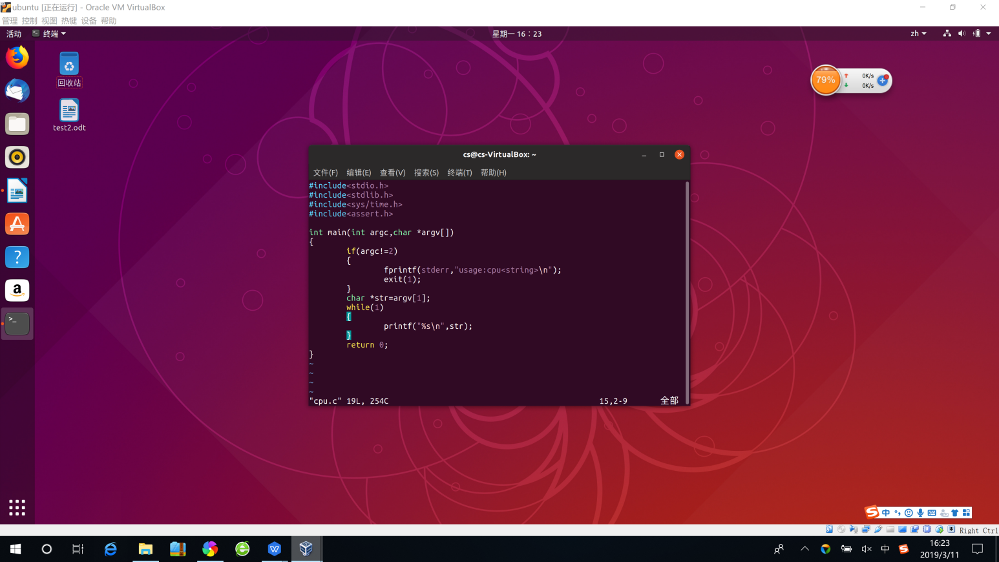 ubuntu [正在运行] - Oracle VM VirtualBox
管理 控制 视图 热键 设备 帮助
活动 终端 星期一 16：23 zh
回收站
test2.odt
79% 0K/s
0K/s
cs@cs-VirtualBox: ~
文件(F) 编辑(E) 查看(V) 搜索(S) 终端(T) 帮助(H)
#include<stdio.h>
#include<stdlib.h>
#include<sys/time.h>
#include<assert.h>
int main(int argc,char *argv[])
{
if(argc!=2)
{
fprintf(stderr,"usage:cpu<string>\n");
exit(1);
}
char *str=argv[1];
while(1)
{
printf("%s\n",str);
}
return 0;
}
~
~
~
~
"cpu.c" 19L, 254C 15,2-9 全部
中
Right Ctrl
中
16:23
2019/3/11